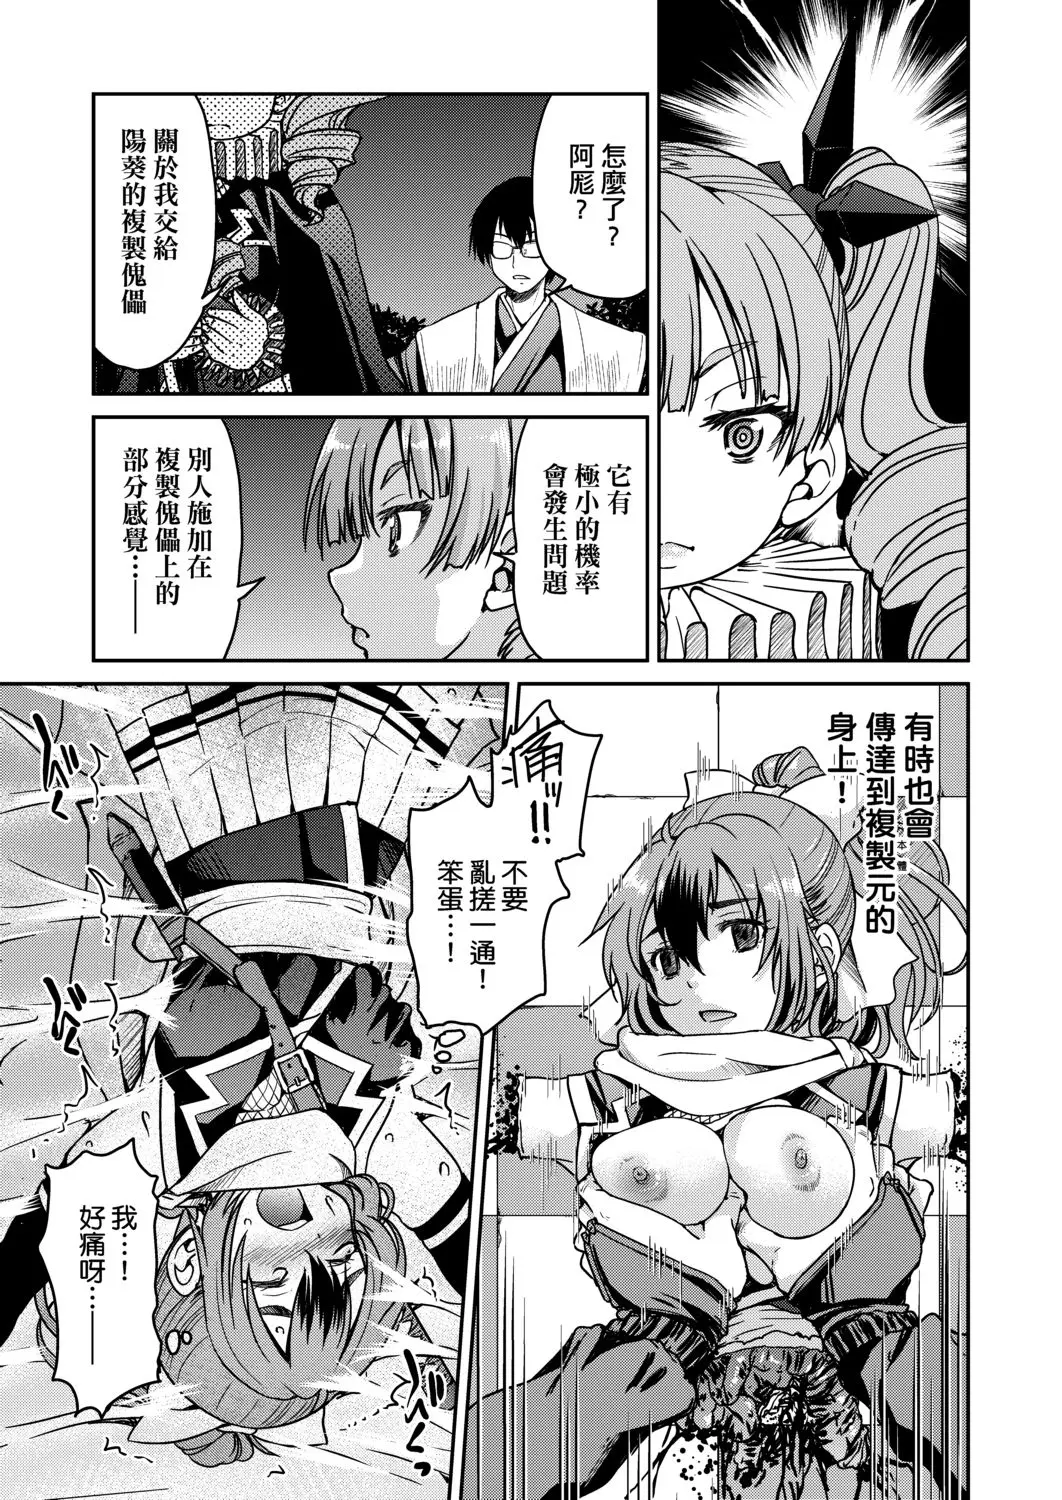 怎麼了？
阿彪？
關於我交給
陽葵的複製傀儡
它有
極小的機率
會發生問題
別人施加在
複製傀儡上的
部分感覺…——
有時也會
傳達到複製元的
本體
身上！
痛…!!
不要
亂搓一通！
笨蛋…！
我…！
好痛呀…——